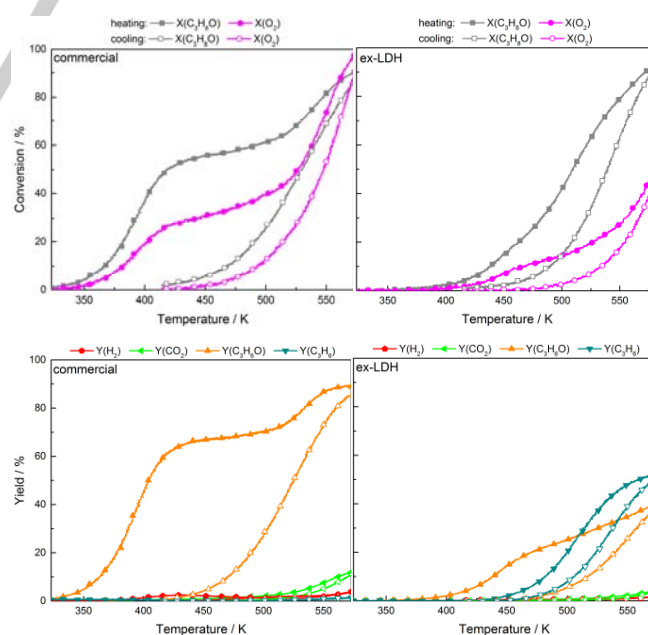 heating: X(C₃H₈O) X(O₂) heating: X(C₃H₈O) X(O₂)
cooling: X(C₃H₈O) X(O₂) cooling: X(C₃H₈O) X(O₂)
commercial ex-LDH
100
80
60
40
20
0
Conversion / %
350 400 450 500 550 350 400 450 500 550
Temperature / K Temperature / K
Y(H₂) Y(CO₂) Y(C₃H₆O) Y(C₃H₆) Y(H₂) Y(CO₂) Y(C₃H₆O) Y(C₃H₆)
commercial ex-LDH
100
80
60
40
20
0
Yield / %
350 400 450 500 550 350 400 450 500 550
Temperature / K Temperature / K